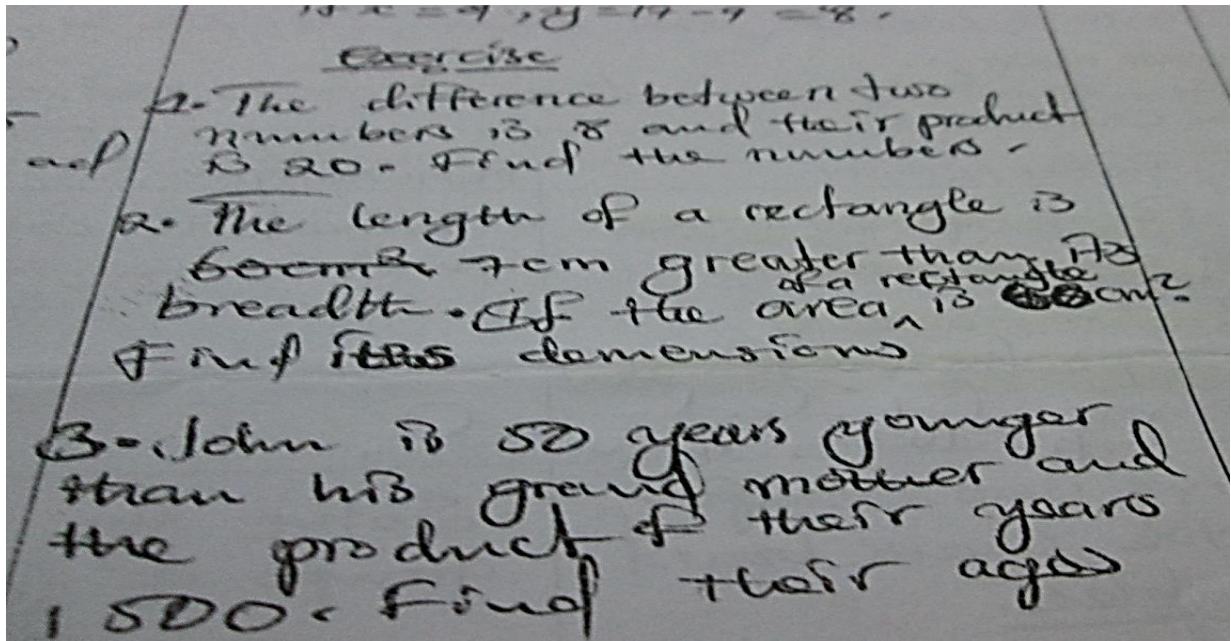 Exercise
1. The difference between two
numbers is 8 and their product
is 20. Find the numbers.
2. The length of a rectangle is
60cm² 7cm greater than its
of a rectangle
breadth. If the area, is cm².
Find its demensions
3. John is 50 years younger
than his grand mother and
the product of their years
1500. Find their ages